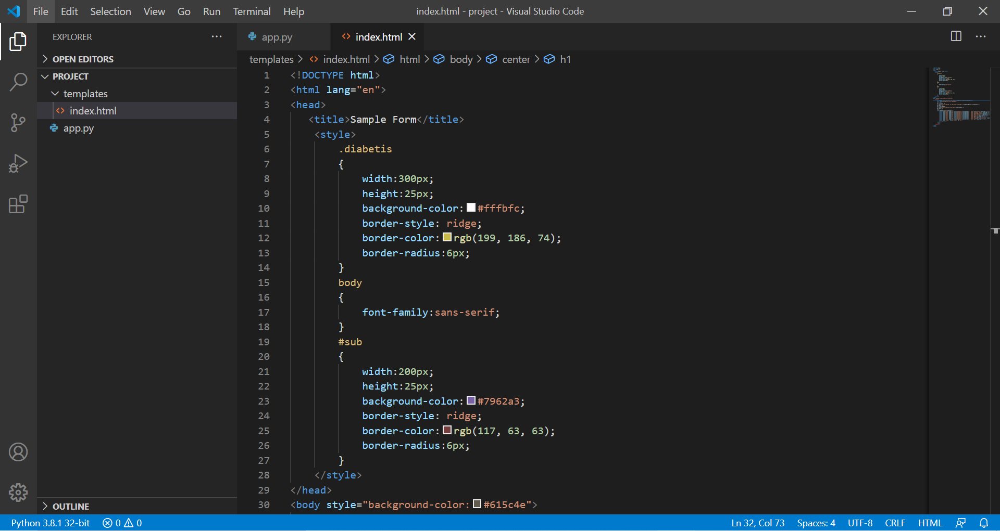 File Edit Selection View Go Run Terminal Help index.html - project - Visual Studio Code
EXPLORER
OPEN EDITORS
PROJECT
templates
index.html
app.py
OUTLINE
app.py index.html
templates > index.html > html > body > center > h1
1 <!DOCTYPE html>
2 <html lang="en">
3 <head>
4 <title>Sample Form</title>
5 <style>
6 .diabetis
7 {
8 width:300px;
9 height:25px;
10 background-color:#fffbfc;
11 border-style: ridge;
12 border-color:rgb(199, 186, 74);
13 border-radius:6px;
14 }
15 body
16 {
17 font-family:sans-serif;
18 }
19 #sub
20 {
21 width:200px;
22 height:25px;
23 background-color:#7962a3;
24 border-style: ridge;
25 border-color:rgb(117, 63, 63);
26 border-radius:6px;
27 }
28 </style>
29 </head>
30 <body style="background-color:#615c4e">
Python 3.8.1 32-bit 0 0 Ln 32, Col 73 Spaces: 4 UTF-8 CRLF HTML